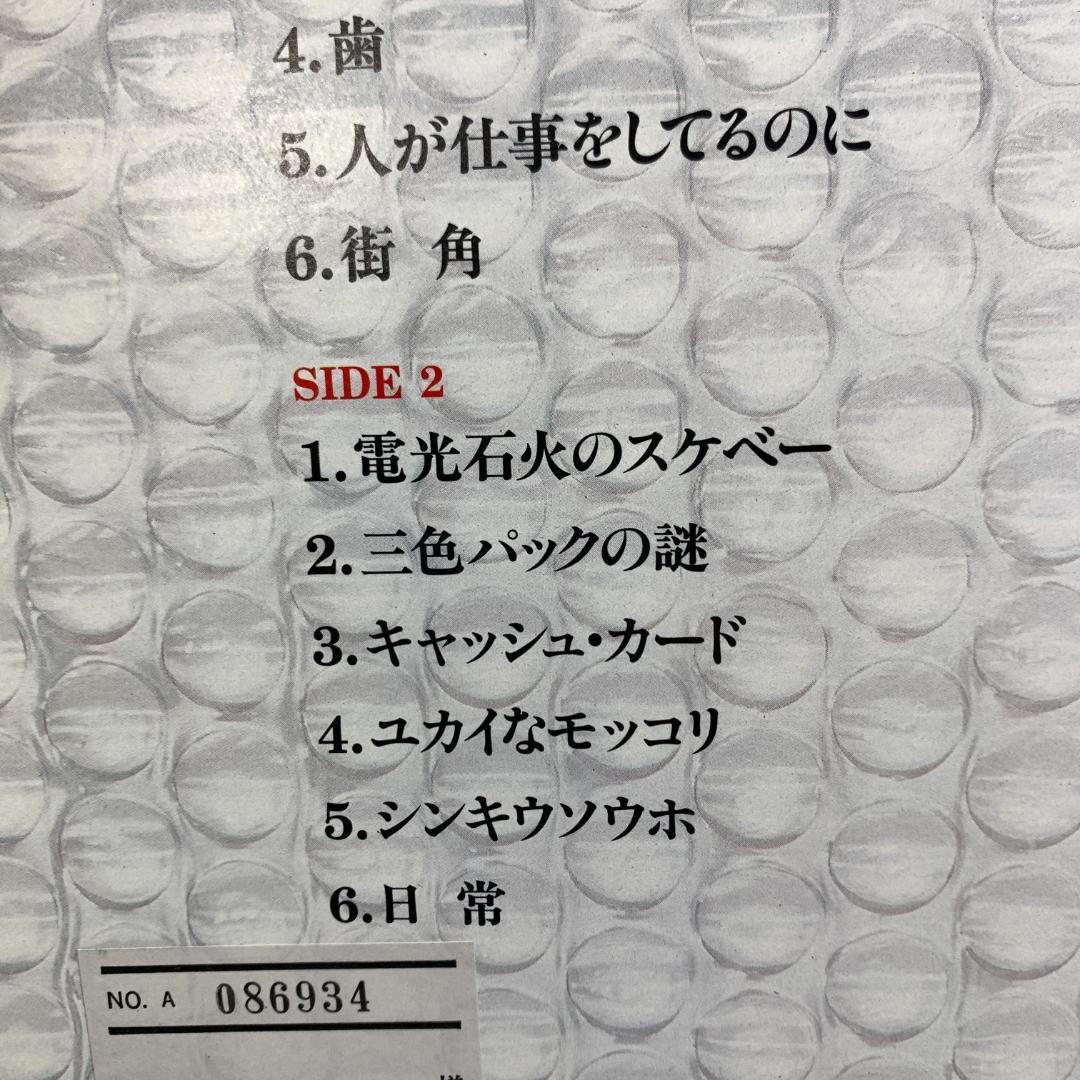 4.歯
5.人が仕事をしてるのに
6.街 角
SIDE 2
1.電光石火のスケベー
2.三色パックの謎
3.キャッシュ・カード
4.ユカイなモッコリ
5.シンキウソウホ
6.日 常
NO. A 086934